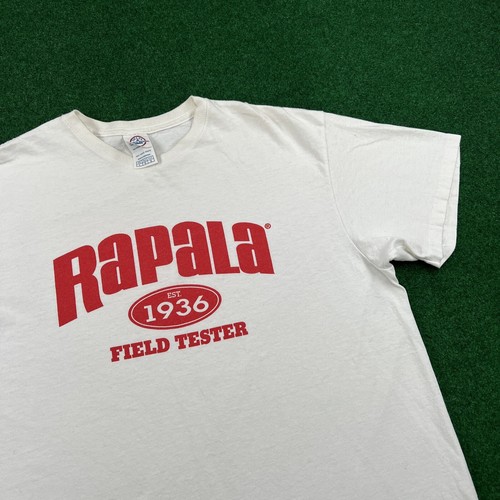 Rapala®
EST.
1936
FIELD TESTER